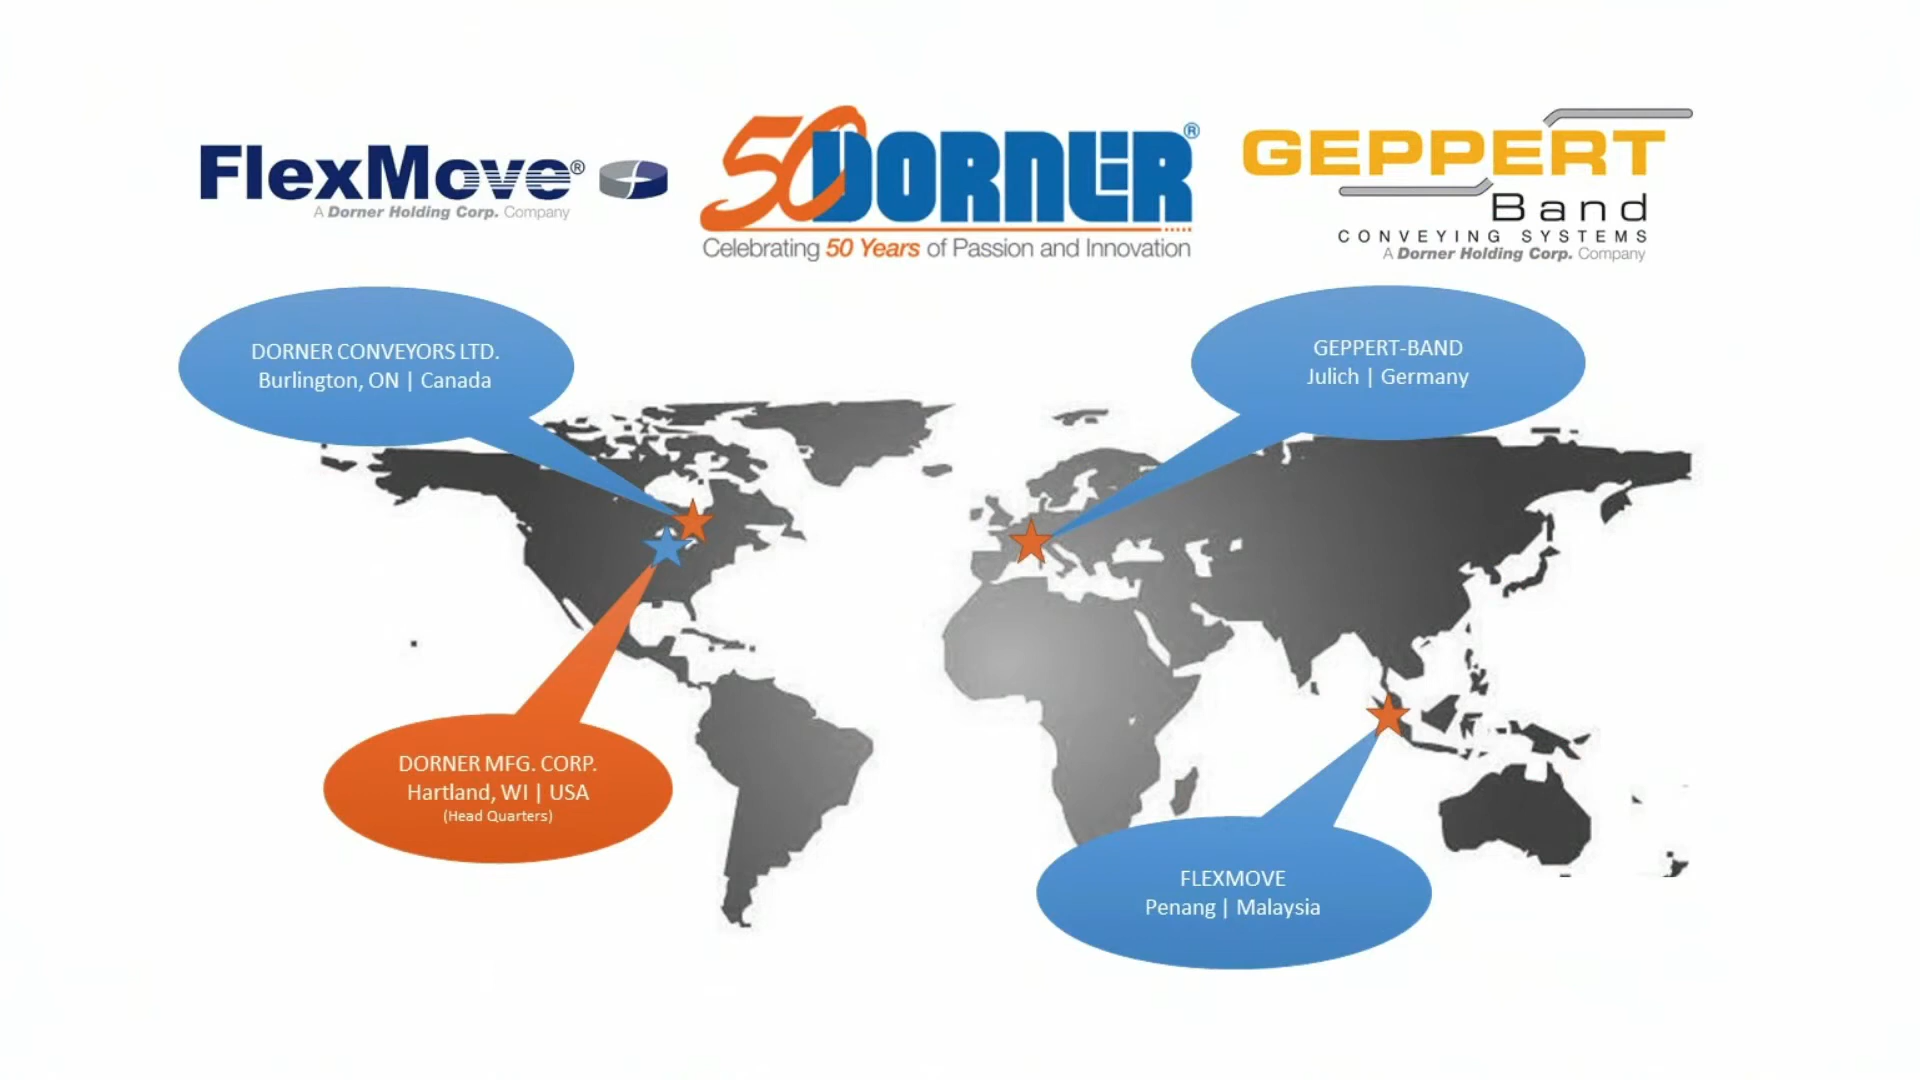 FlexMove®
A Dorner Holding Corp. Company
50 DORNER®
Celebrating 50 Years of Passion and Innovation
GEPPERT
Band
CONVEYING SYSTEMS
A Dorner Holding Corp. Company
DORNER CONVEYORS LTD.
Burlington, ON | Canada
GEPPERT-BAND
Julich | Germany
DORNER MFG. CORP.
Hartland, WI | USA
(Head Quarters)
FLEXMOVE
Penang | Malaysia